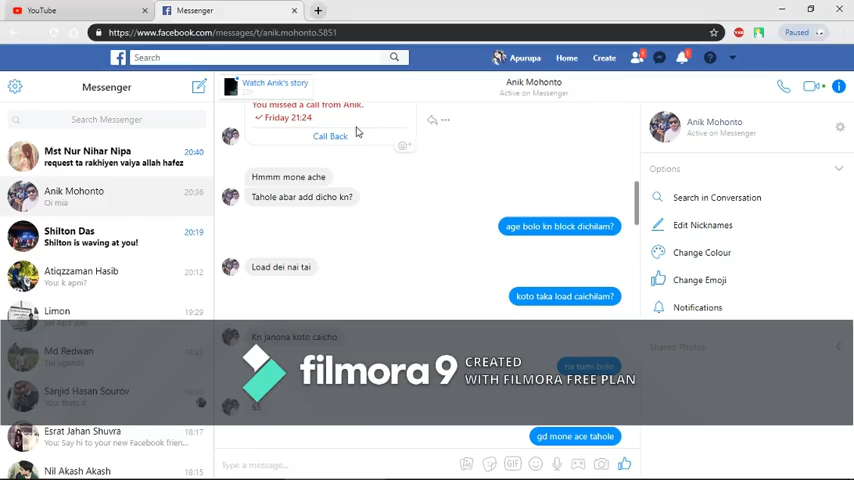 YouTube
Messenger
https://www.facebook.com/messages/t/anik.mohonto.5851
Paused
Search
Apurupa
Home
Create
Messenger
Search Messenger
Mst Nur Nihar Nipa
20:40
request ta rakhiyen vaiya allah hafez
Anik Mohonto
20:36
Oi mia
Shilton Das
20:19
Shilton is waving at you!
Atiqzzaman Hasib
20:12
You: k apni?
Limon
19:29
Md Redwan
Sanjid Hasan Sourov
Esrat Jahan Shuvra
18:17
You: Say hi to your new Facebook frien...
Nil Akash Akash
18:15
Watch Anik's story
Anik Mohonto
Active on Messenger
You missed a call from Anik.
Friday 21:24
Call Back
Hmmm mone ache
Tahole abar add dicho kn?
age bolo kn block dichilam?
Load dei nai tai
koto taka load caichilam?
Kn janona koto caicho
na tumi bolo
65
gd mone ace tahole
Type a message...
GIF
Anik Mohonto
Active on Messenger
Options
Search in Conversation
Edit Nicknames
Change Colour
Change Emoji
Notifications
Shared Photos
filmora 9
CREATED
WITH FILMORA FREE PLAN